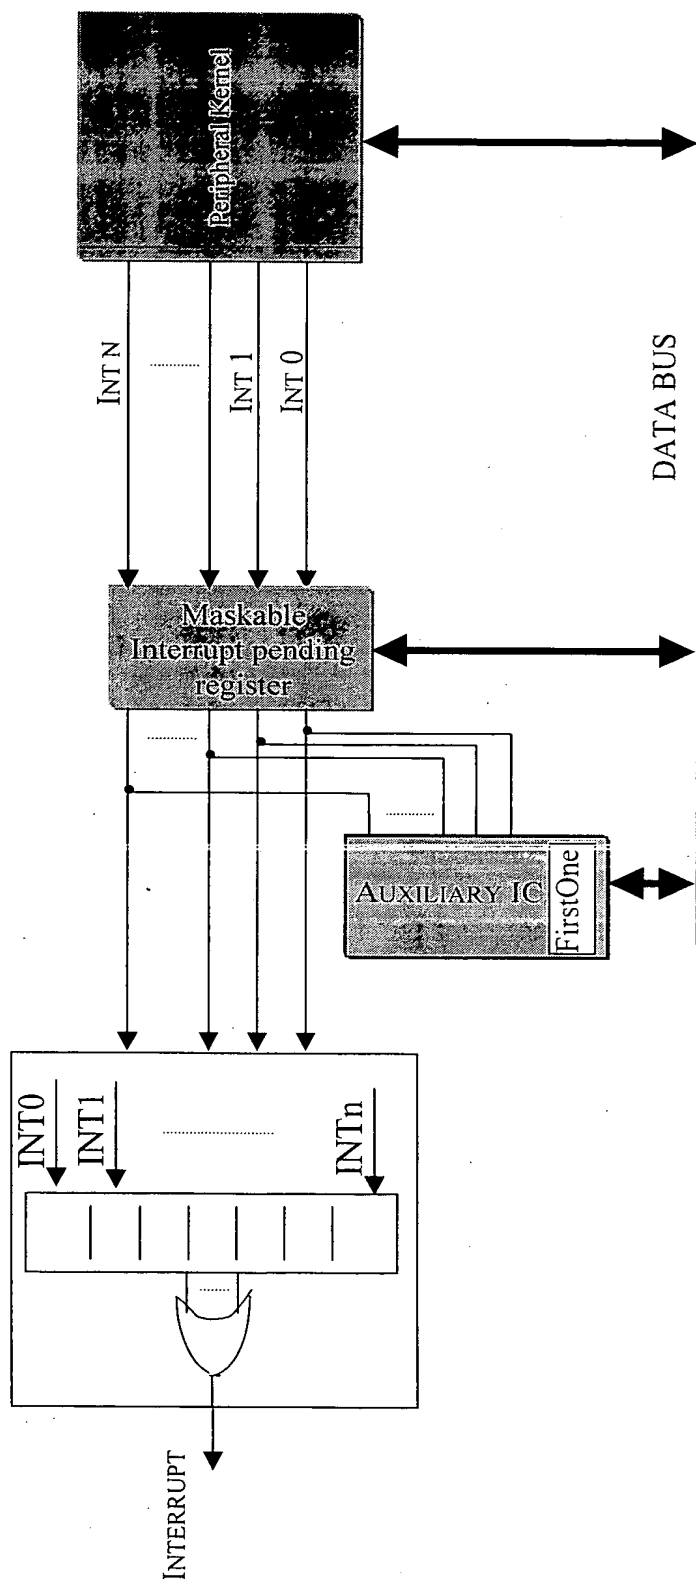 Peripheral Kernel
INT N
INT 1
INT 0
DATA BUS
Maskable
Interrupt pending
register
AUXILIARY IC
FirstOne
INT0
INT1
INTn
INTERRUPT